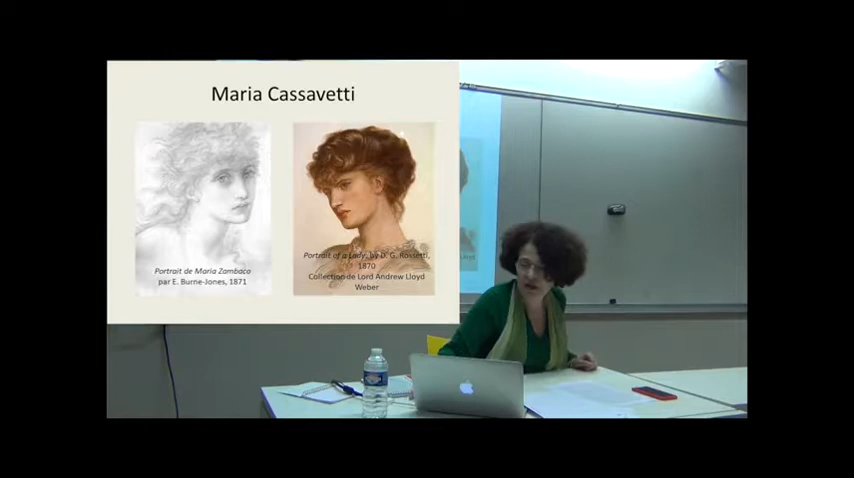 Maria Cassavetti
Portrait de Maria Zambaco
par E. Burne-Jones, 1871
Portrait of a Lady, by D. G. Rossetti,
1870
Collection de Lord Andrew Lloyd
Weber